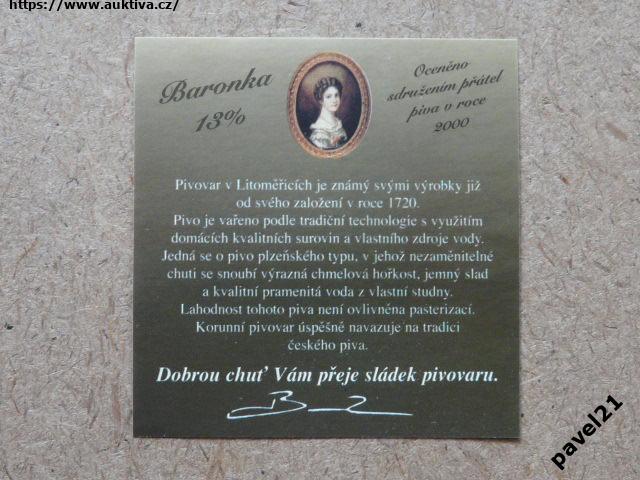 https://www.auktiva.cz/
Baronka
13%
Oceněno
sdružením přátel
piva v roce
2000
Pivovar v Litoměřicích je známý svými výrobky již
od svého založení v roce 1720.
Pivo je vařeno podle tradiční technologie s využitím
domácích kvalitních surovin a vlastního zdroje vody.
Jedná se o pivo plzeňského typu, v jehož nezaměnitelné
chuti se snoubí výrazná chmelová hořkost, jemný slad
a kvalitní pramenitá voda z vlastní studny.
Lahodnost tohoto piva není ovlivněna pasterizací.
Korunní pivovar úspěšně navazuje na tradici
českého piva.
Dobrou chuť Vám přeje sládek pivovaru.
pavel21